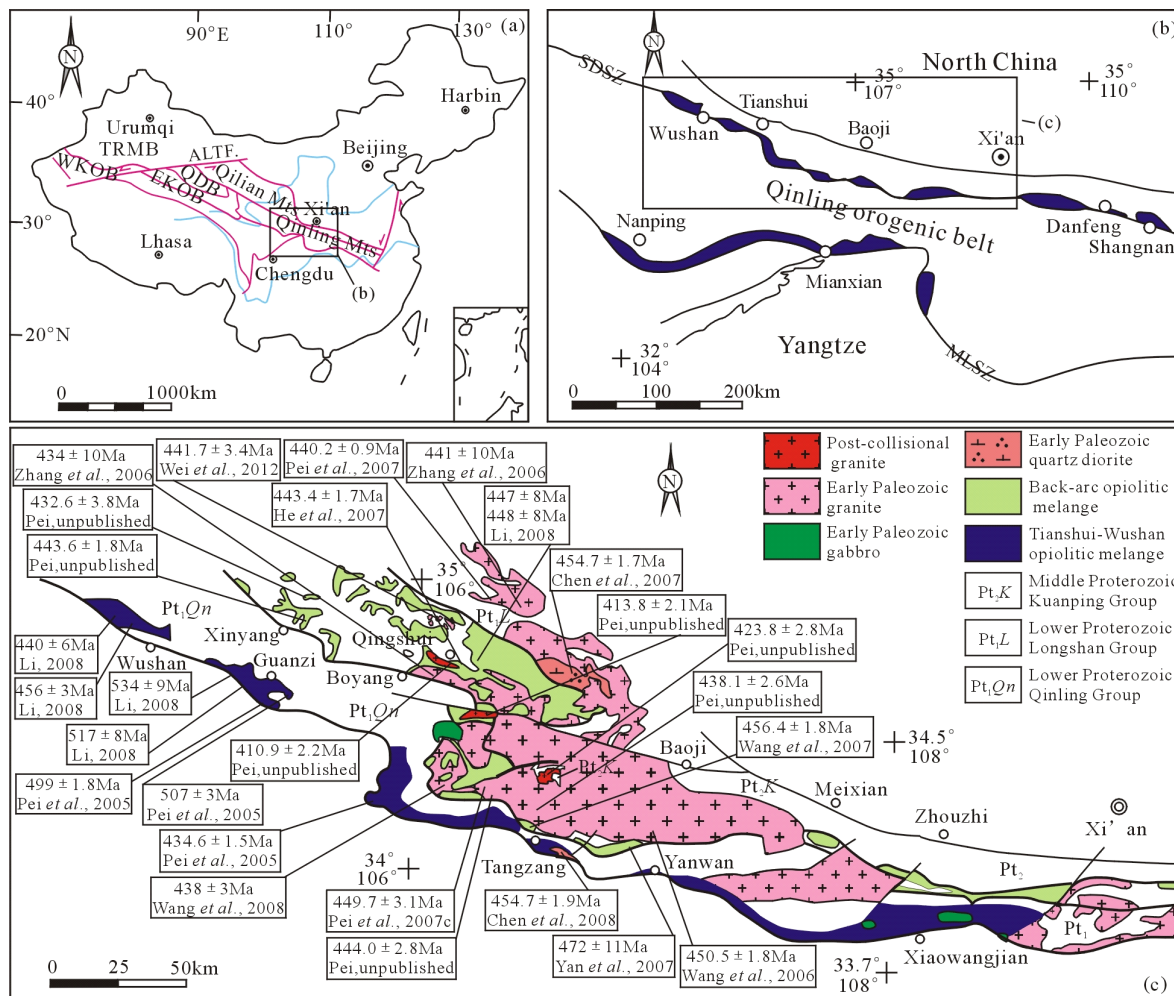 (a)
90°E
110°
130°
N
40°
30°
20°N
Harbin
Urumqi
TRMB
Beijing
ALTF.
WKOB
EKOB
QDB
Qilian Mts
Xi'an
Qinling Mts
Lhasa
Chengdu
(b)
0
1000km
(b)
N
SDSZ
North China
35°
107°
35°
110°
Tianshui
Wushan
Baoji
(c)
Xi'an
Qinling orogenic belt
Nanping
Danfeng
Shangnan
Mianxian
32°
104°
Yangtze
MLSZ
0
100
200km
434 ± 10Ma
Zhang et al., 2006
441.7 ± 3.4Ma
Wei et al., 2012
440.2 ± 0.9Ma
Pei et al., 2007
441 ± 10Ma
Zhang et al., 2006
432.6 ± 3.8Ma
Pei,unpublished
443.4 ± 1.7Ma
He et al., 2007
447 ± 8Ma
448 ± 8Ma
Li, 2008
443.6 ± 1.8Ma
Pei,unpublished
454.7 ± 1.7Ma
Chen et al., 2007
413.8 ± 2.1Ma
Pei,unpublished
423.8 ± 2.8Ma
Pei,unpublished
438.1 ± 2.6Ma
Pei,unpublished
456.4 ± 1.8Ma
Wang et al., 2007
N
35°
106°
Pt₁Qn
Pt₁L
Xinyang
Qingshui
440 ± 6Ma
Li, 2008
Wushan
Guanzi
Boyang
456 ± 3Ma
Li, 2008
534 ± 9Ma
Li, 2008
Pt₁Qn
517 ± 8Ma
Li, 2008
410.9 ± 2.2Ma
Pei,unpublished
499 ± 1.8Ma
Pei et al., 2005
507 ± 3Ma
Pei et al., 2005
434.6 ± 1.5Ma
Pei et al., 2005
438 ± 3Ma
Wang et al., 2008
Baoji
34.5°
108°
Pt₂K
Pt₂K
Meixian
Zhouzhi
Xi' an
34°
106°
Tangzang
Yanwan
Pt₂
Pt₁
Xiaowangjian
449.7 ± 3.1Ma
Pei et al., 2007c
444.0 ± 2.8Ma
Pei,unpublished
454.7 ± 1.9Ma
Chen et al., 2008
472 ± 11Ma
Yan et al., 2007
450.5 ± 1.8Ma
Wang et al., 2006
33.7°
108°
0
25
50km
(c)
Post-collisional
granite
Early Paleozoic
granite
Early Paleozoic
gabbro
Early Paleozoic
quartz diorite
Back-arc opiolitic
melange
Tianshui-Wushan
opiolitic melange
Pt₂K
Middle Proterozoic
Kuanping Group
Pt₁L
Lower Proterozoic
Longshan Group
Pt₁Qn
Lower Proterozoic
Qinling Group